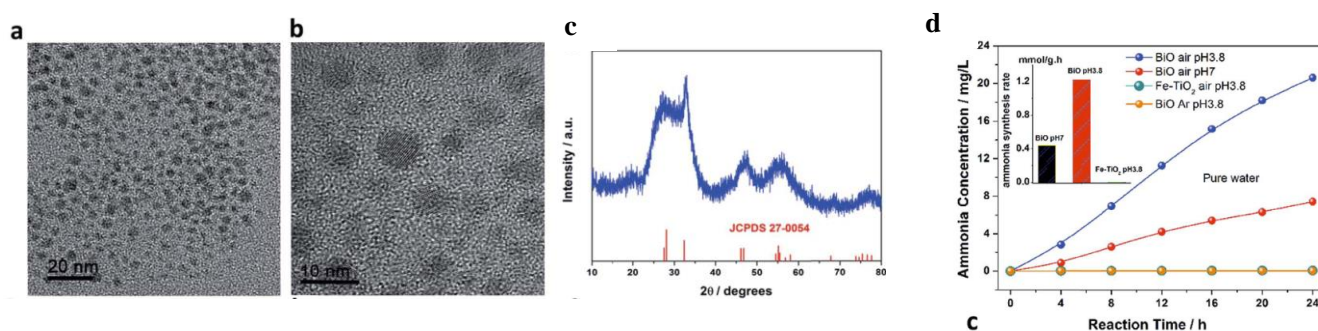 a
20 nm
b
10 nm
c
Intensity / a.u.
JCPDS 27-0054
10 20 30 40 50 60 70 80
2θ / degrees
d
Ammonia Concentration / mg/L
24
20
16
12
8
4
0
BiO air pH3.8
BiO air pH7
Fe-TiO2 air pH3.8
BiO Ar pH3.8
mmol/g.h
ammonia synthesis rate
1.2
0.8
0.4
0.0
BiO pH7
BiO pH3.8
Fe-TiO2 pH3.8
Pure water
0 4 8 12 16 20 24
Reaction Time / h
c